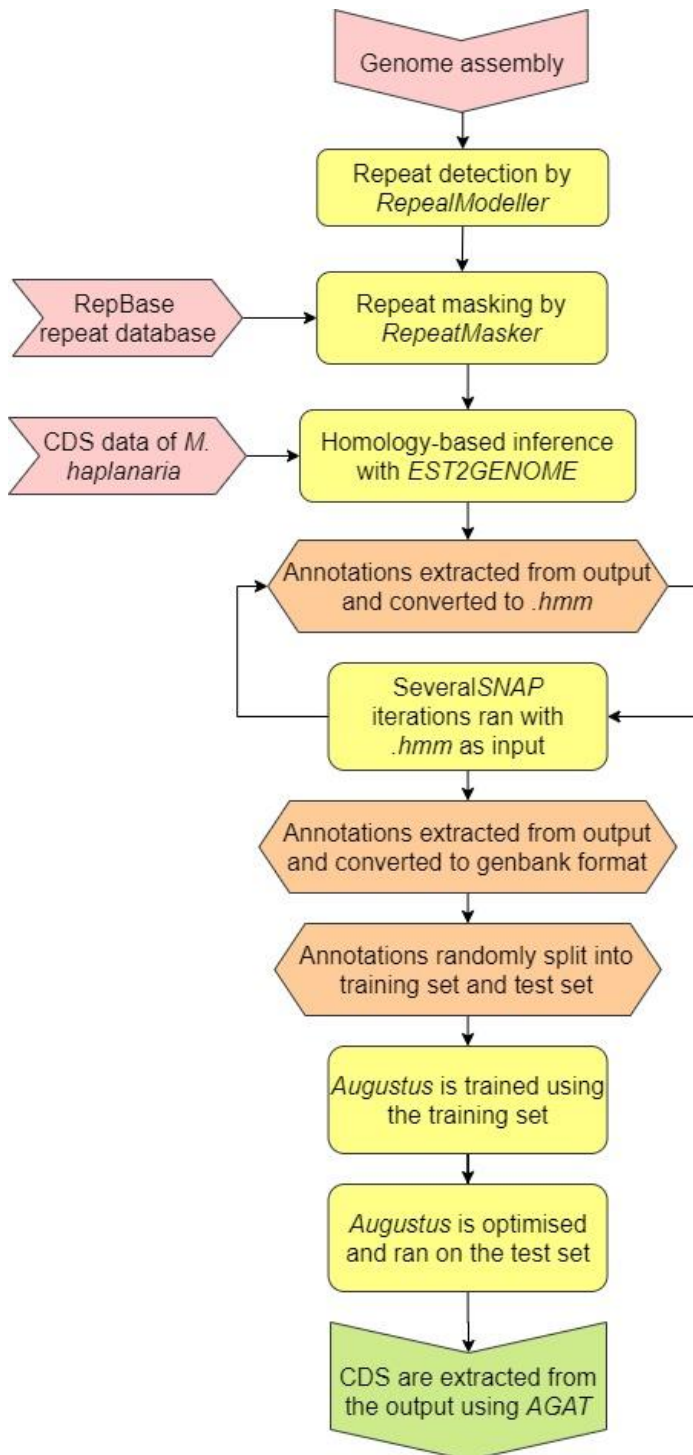 Genome assembly
Repeat detection by
RepealModeller
RepBase
repeat database
Repeat masking by
RepeatMasker
CDS data of M.
haplanaria
Homology-based inference
with EST2GENOME
Annotations extracted from output
and converted to .hmm
SeveralSNAP
iterations ran with
.hmm as input
Annotations extracted from output
and converted to genbank format
Annotations randomly split into
training set and test set
Augustus is trained using
the training set
Augustus is optimised
and ran on the test set
CDS are extracted from
the output using AGAT